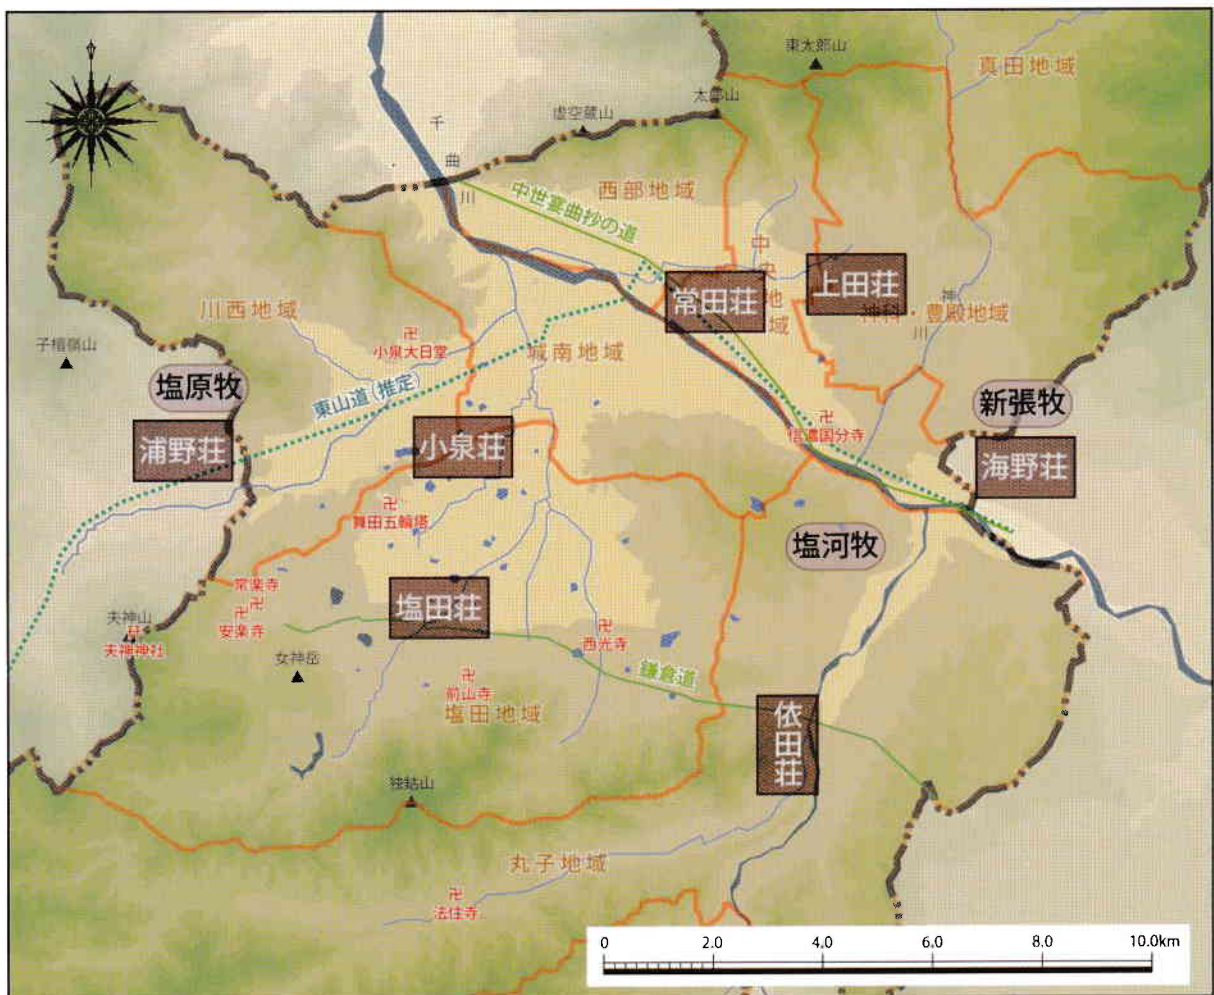 東太郎山
真田地域
太郎山
虚空蔵山
千曲川
西部地域
中世宴曲抄の道
中央地域
上田荘
常田荘
神川
神科・豊殿地域
川西地域
子檀嶺山
小泉大日堂
城南地域
塩原牧
東山道(推定)
新張牧
浦野荘
小泉荘
信濃国分寺
海野荘
舞田五輪塔
塩河牧
常楽寺
塩田荘
安楽寺
夫神山
夫神神社
西光寺
女神岳
前山寺
鎌倉道
塩田地域
依田荘
独鈷山
丸子地域
法住寺
0 2.0 4.0 6.0 8.0 10.0km